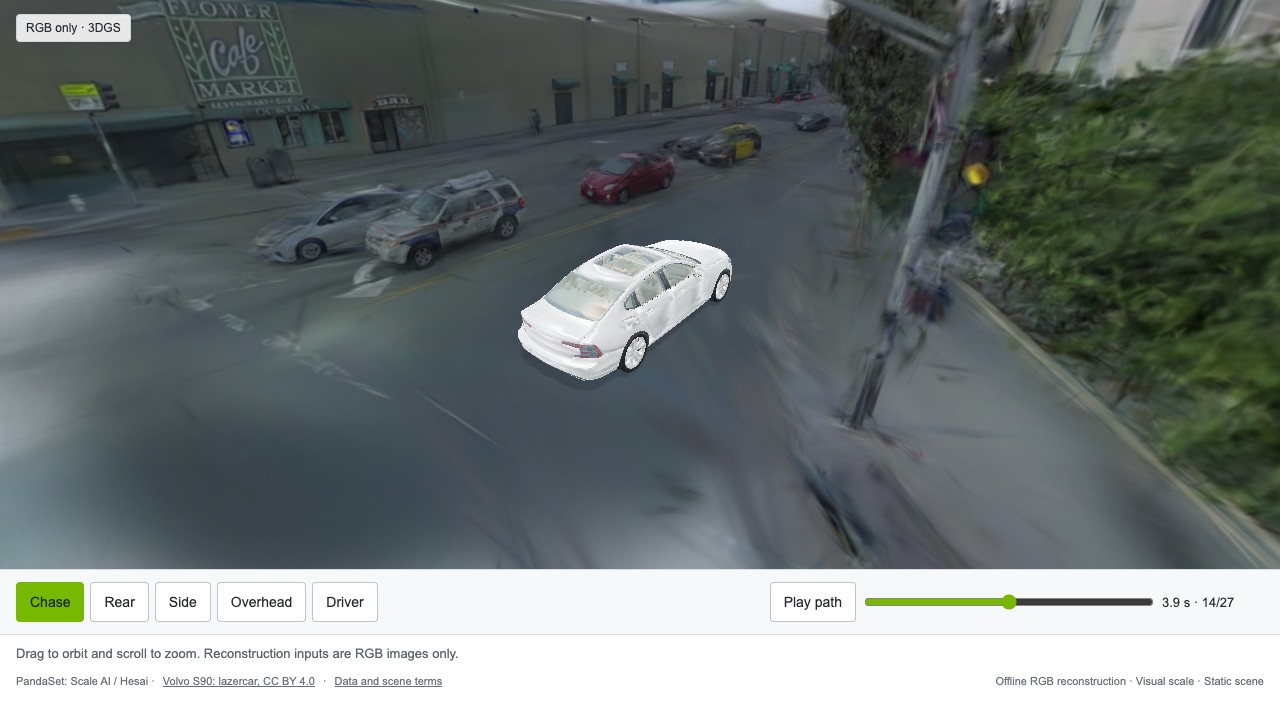 RGB only · 3DGS
FLOWER
Cafe
MARKET
RESTAURANT · BAR
BAR
Chase
Rear
Side
Overhead
Driver
Play path
3.9 s · 14/27
Drag to orbit and scroll to zoom. Reconstruction inputs are RGB images only.
PandaSet: Scale AI / Hesai · Volvo S90: lazercar, CC BY 4.0 · Data and scene terms
Offline RGB reconstruction · Visual scale · Static scene